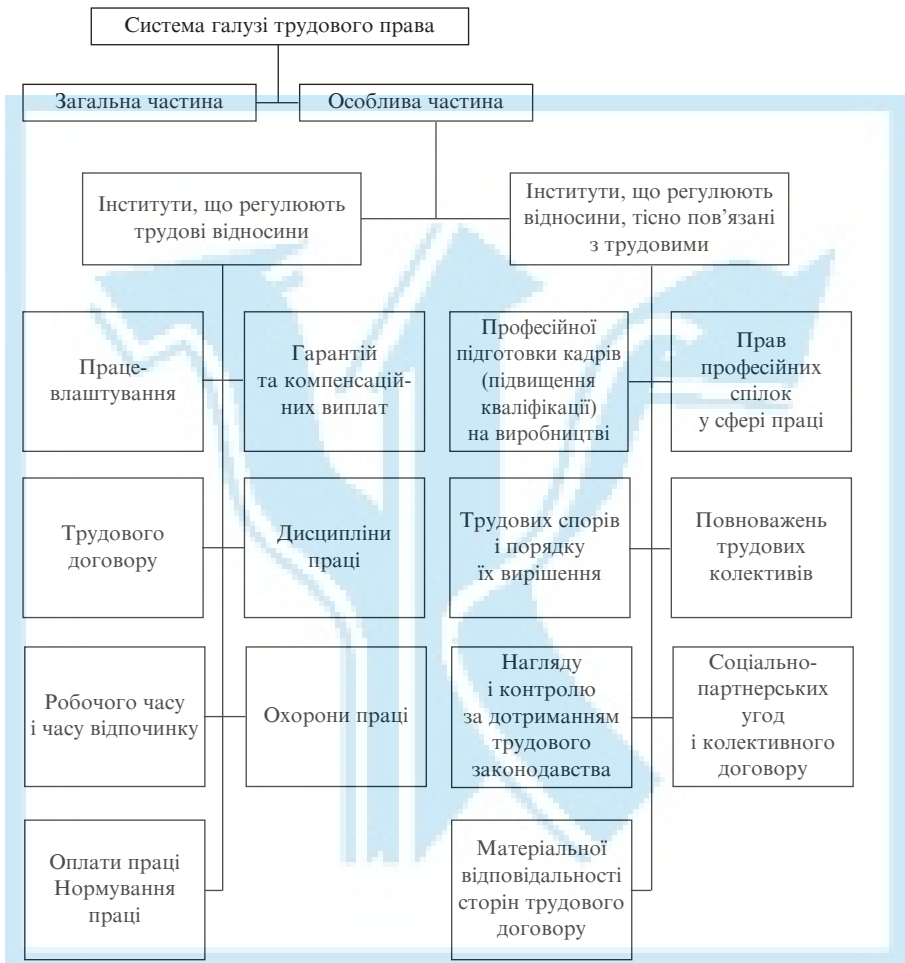 Система галузі трудового права
Загальна частина
Особлива частина
Інститути, що регулюють
трудові відносини
Інститути, що регулюють
відносини, тісно пов’язані
з трудовими
Праце-
влаштування
Гарантій
та компенсацій-
них виплат
Професійної
підготовки кадрів
(підвищення
кваліфікації)
на виробництві
Прав
професійних
спілок
у сфері праці
Трудового
договору
Дисципліни
праці
Трудових спорів
і порядку
їх вирішення
Повноважень
трудових
колективів
Робочого часу
і часу відпочинку
Охорони праці
Нагляду
і контролю
за дотриманням
трудового
законодавства
Соціально-
партнерських
угод
і колективного
договору
Оплати праці
Нормування
праці
Матеріальної
відповідальності
сторін трудового
договору